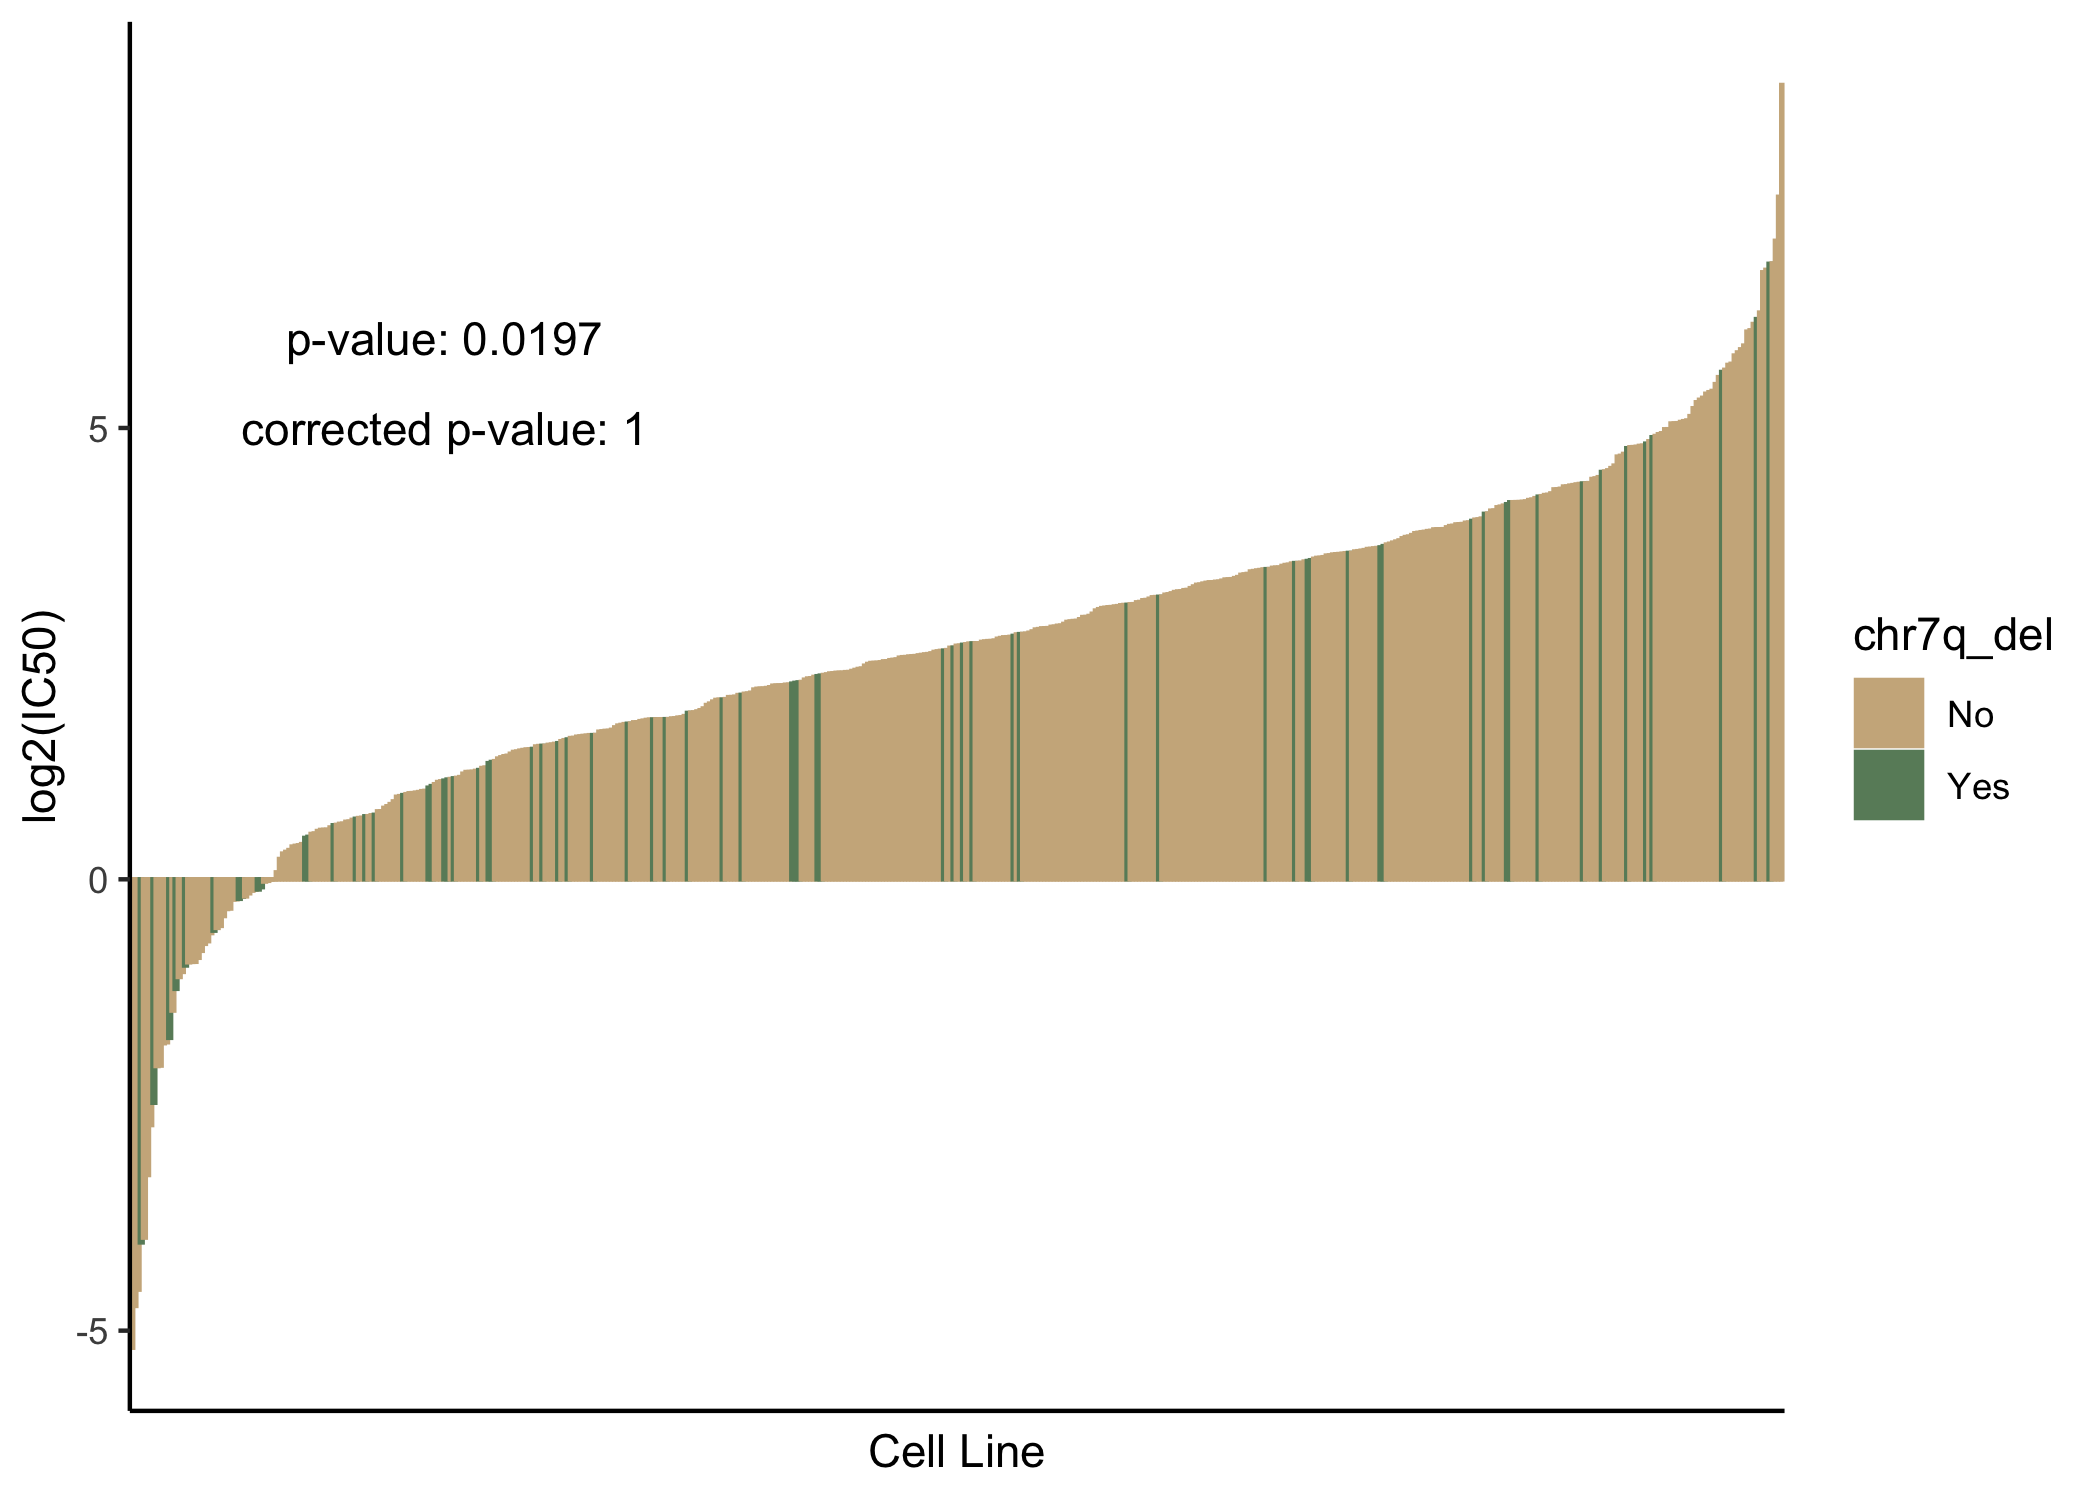 p-value: 0.0197
corrected p-value: 1
5
0
-5
log2(IC50)
Cell Line
chr7q_del
No
Yes